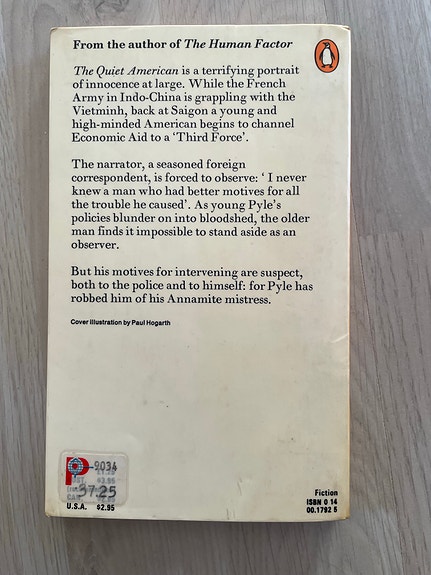 From the author of The Human Factor
The Quiet American is a terrifying portrait
of innocence at large. While the French
Army in Indo-China is grappling with the
Vietminh, back at Saigon a young and
high-minded American begins to channel
Economic Aid to a ‘Third Force’.
The narrator, a seasoned foreign
correspondent, is forced to observe: ‘ I never
knew a man who had better motives for all
the trouble he caused’. As young Pyle’s
policies blunder on into bloodshed, the older
man finds it impossible to stand aside as an
observer.
But his motives for intervening are suspect,
both to the police and to himself: for Pyle has
robbed him of his Annamite mistress.
Cover illustration by Paul Hogarth
P -9034
37.25
U.S.A. $2.95
Fiction
ISBN 0 14
00.1792 5